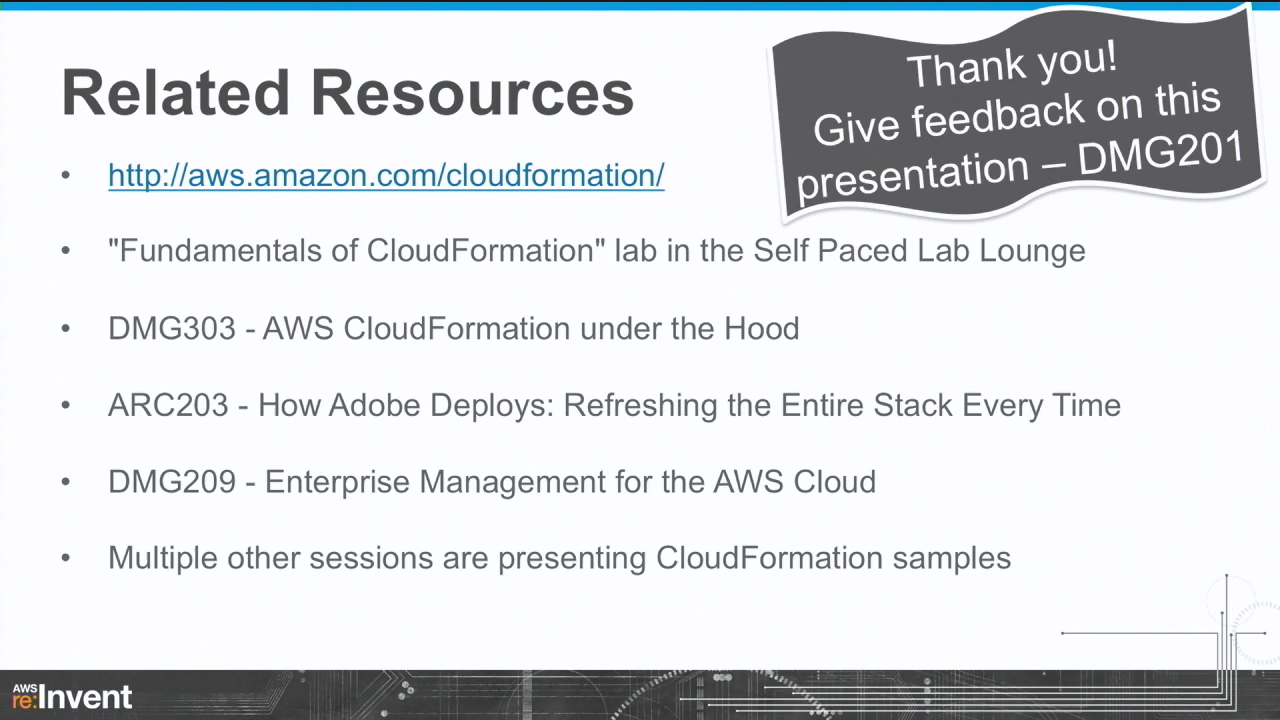 Related Resources
Thank you!
Give feedback on this
presentation – DMG201
• http://aws.amazon.com/cloudformation/
• "Fundamentals of CloudFormation" lab in the Self Paced Lab Lounge
• DMG303 - AWS CloudFormation under the Hood
• ARC203 - How Adobe Deploys: Refreshing the Entire Stack Every Time
• DMG209 - Enterprise Management for the AWS Cloud
• Multiple other sessions are presenting CloudFormation samples
AWS
re:Invent